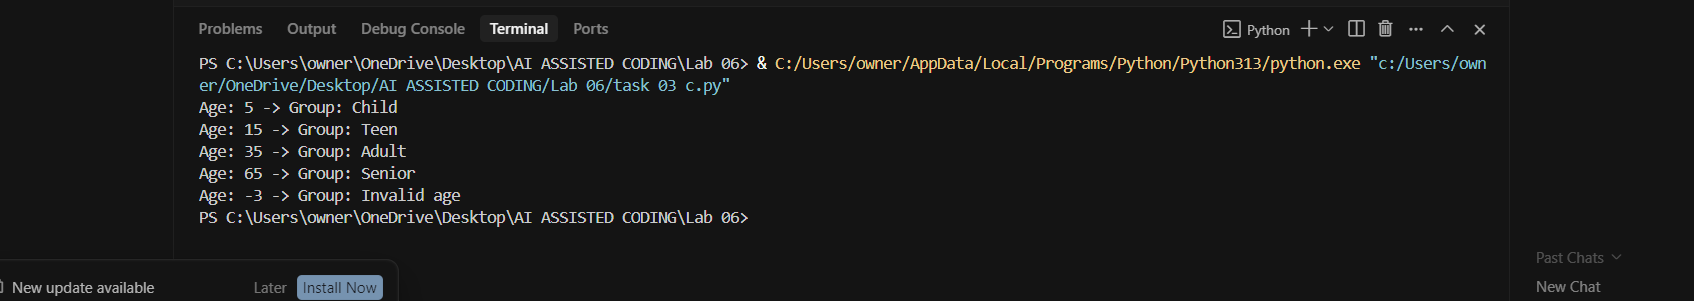 Problems Output Debug Console Terminal Ports Python
PS C:\Users\owner\OneDrive\Desktop\AI ASSISTED CODING\Lab 06> & C:/Users/owner/AppData/Local/Programs/Python/Python313/python.exe "c:/Users/own
er/OneDrive/Desktop/AI ASSISTED CODING/Lab 06/task 03 c.py"
Age: 5 -> Group: Child
Age: 15 -> Group: Teen
Age: 35 -> Group: Adult
Age: 65 -> Group: Senior
Age: -3 -> Group: Invalid age
PS C:\Users\owner\OneDrive\Desktop\AI ASSISTED CODING\Lab 06>
Past Chats
New update available Later Install Now
New Chat